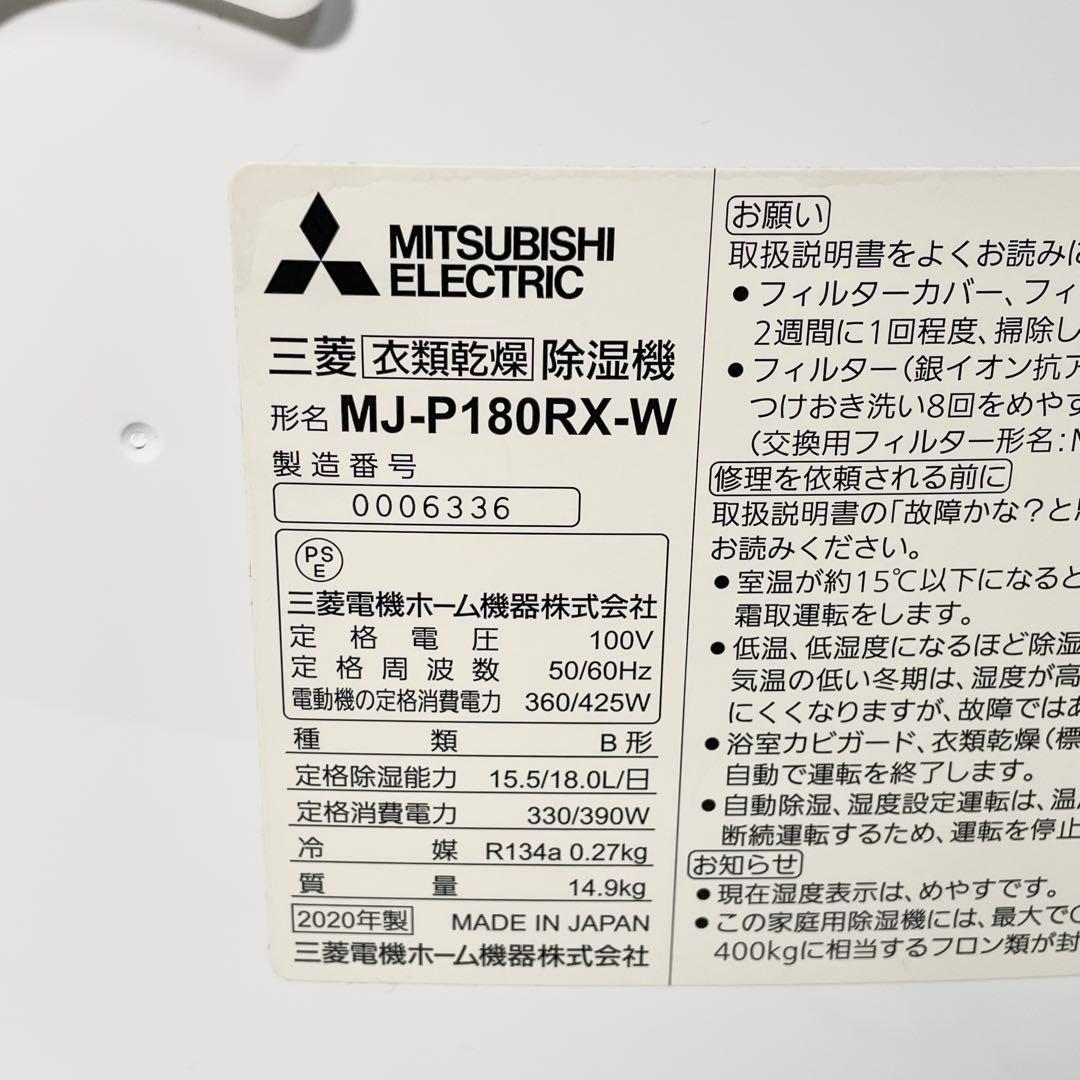 MITSUBISHI
ELECTRIC
三菱 衣類乾燥 除湿機
形名 MJ-P180RX-W
製造番号
0006336
PS
E
三菱電機ホーム機器株式会社
定格電圧 100V
定格周波数 50/60Hz
電動機の定格消費電力 360/425W
種類 B形
定格除湿能力 15.5/18.0L/日
定格消費電力 330/390W
冷媒 R134a 0.27kg
質量 14.9kg
2020年製 MADE IN JAPAN
三菱電機ホーム機器株式会社
お願い
取扱説明書をよくお読みに
●フィルターカバー、フィ
2週間に1回程度、掃除し
●フィルター(銀イオン抗ア
つけおき洗い8回をめやす
(交換用フィルター形名:M
修理を依頼される前に
取扱説明書の「故障かな?と思
お読みください。
●室温が約15℃以下になると
霜取運転をします。
●低温、低湿度になるほど除湿
気温の低い冬期は、湿度が高
にくくなりますが、故障ではあ
●浴室カビガード、衣類乾燥(標
自動で運転を終了します。
●自動除湿、湿度設定運転は、温
断続運転するため、運転を停止
お知らせ
●現在湿度表示は、めやすです。
●この家庭用除湿機には、最大でC
400kgに相当するフロン類が封